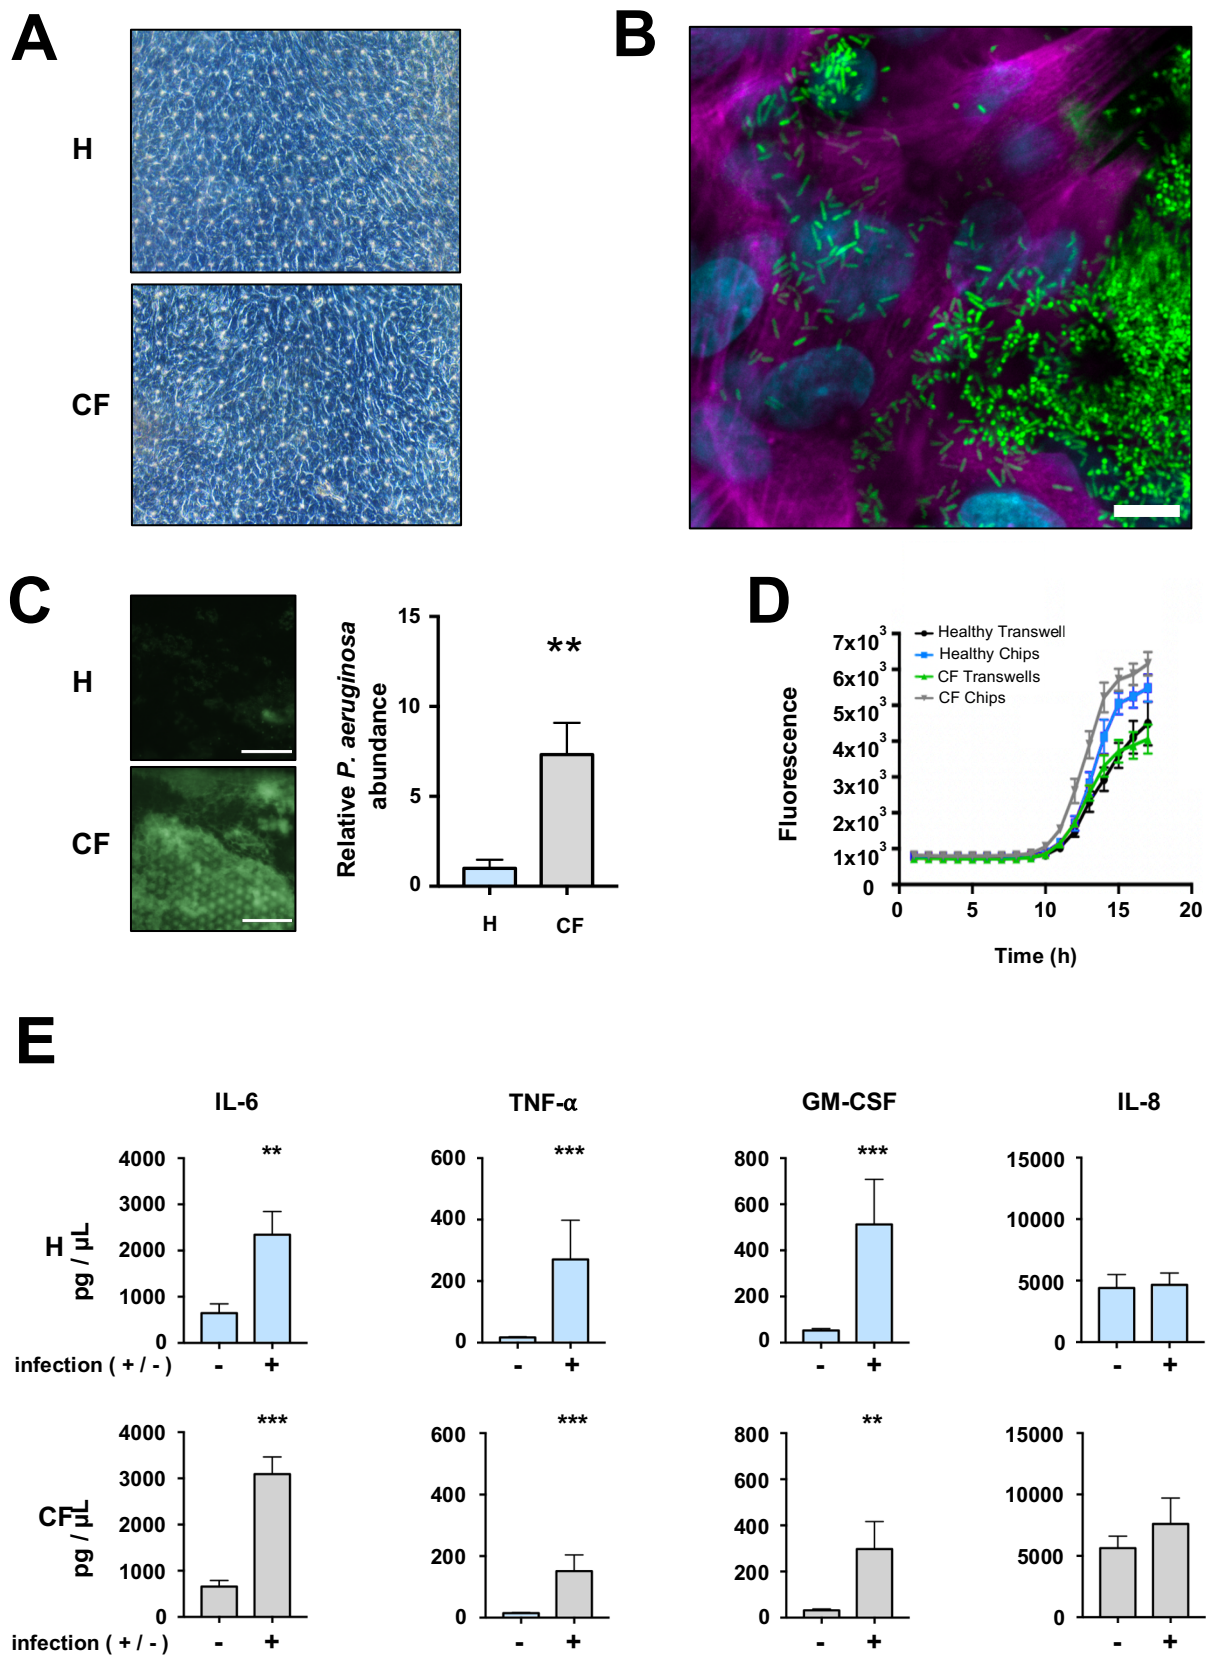 A
B
H
CF
C
H
CF
Relative P. aeruginosa
abundance
15
10
5
0
**
H
CF
D
Fluorescence
7x10³
6x10³
5x10³
4x10³
3x10³
2x10³
1x10³
0
Healthy Transwell
Healthy Chips
CF Transwells
CF Chips
0
5
10
15
20
Time (h)
E
IL-6
TNF-α
GM-CSF
IL-8
H
pg / µL
4000
3000
2000
1000
0
**
600
400
200
0
***
800
600
400
200
0
***
15000
10000
5000
0
infection ( + / - )
- +
- +
- +
- +
CF
pg / µL
4000
3000
2000
1000
0
***
600
400
200
0
***
800
600
400
200
0
**
15000
10000
5000
0
infection ( + / - )
- +
- +
- +
- +